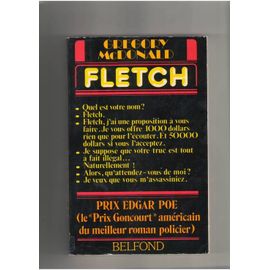 GREGORY
McDONALD
FLETCH
• Quel est votre nom?
• Fletch.
• Fletch, j'ai une proposition à vous
faire. Je vous offre 1000 dollars
rien que pour l'écouter. Et 50000
dollars si vous l'acceptez.
• Je suppose que votre truc est tout
à fait illégal...
• Naturellement!
• Alors, qu'attendez-vous de moi?
• Je veux que vous m'assassiniez.
PRIX EDGAR POE
(le "Prix Goncourt" américain
du meilleur roman policier)
BELFOND